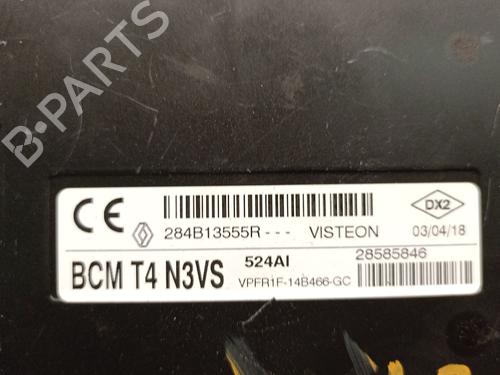 B-PARTS
CE
284B13555R--- VISTEON
DX2
03/04/18
BCM T4 N3VS
524AI
VPFR1F-14B466-GC
28585846